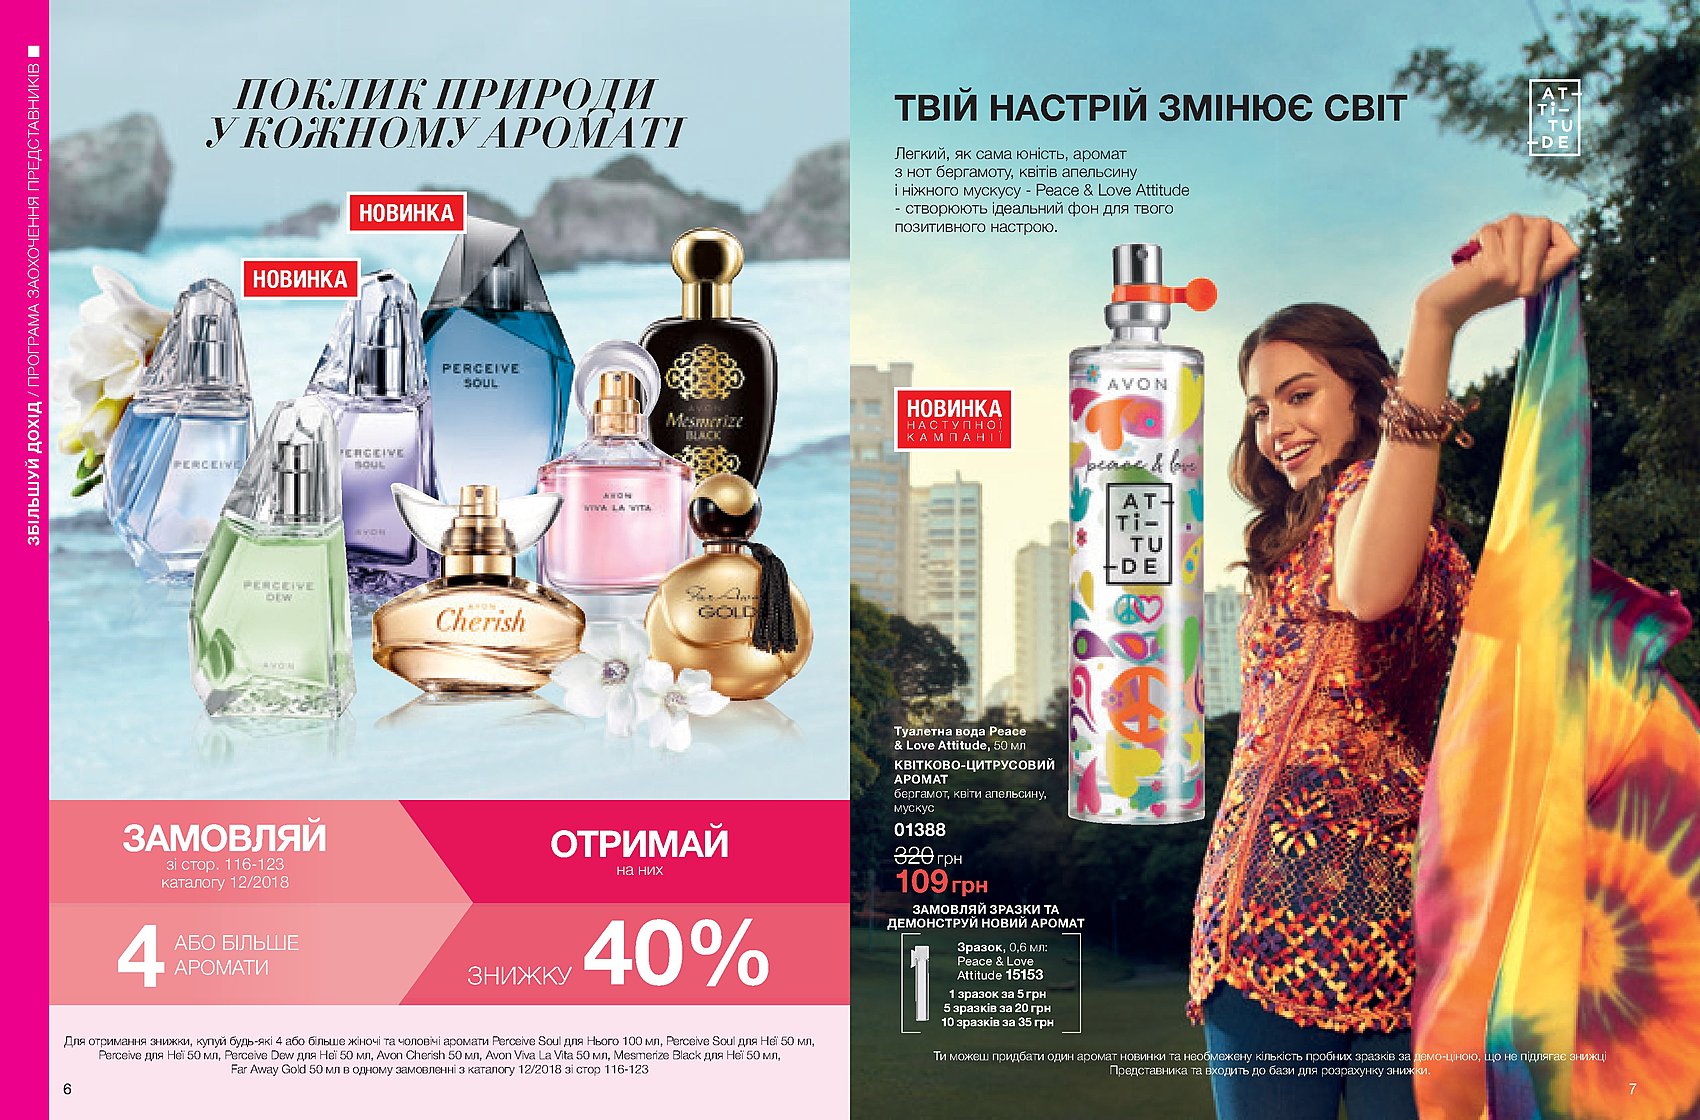 ЗБІЛЬШУЙ ДОХІД / ПРОГРАМА ЗАОХОЧЕННЯ ПРЕДСТАВНИКІВ
ПОКЛИК ПРИРОДИ
У КОЖНОМУ АРОМАТІ
НОВИНКА
НОВИНКА
PERCEIVE
SOUL
AVON
Mesmerize
BLACK
PERCEIVE
PERCEIVE
SOUL
AVON
AVON
VIVA LA VITA
PERCEIVE
DEW
AVON
AVON
Cherish
Far Away
GOLD
ЗАМОВЛЯЙ
зі стор. 116-123
каталогу 12/2018
ОТРИМАЙ
на них
4 АБО БІЛЬШЕ
АРОМАТИ
ЗНИЖКУ 40%
Для отримання знижки, купуй будь-які 4 або більше жіночі та чоловічі аромати Perceive Soul для Нього 100 мл, Perceive Soul для Неї 50 мл,
Perceive для Неї 50 мл, Perceive Dew для Неї 50 мл, Avon Cherish 50 мл, Avon Viva La Vita 50 мл, Mesmerize Black для Неї 50 мл,
Far Away Gold 50 мл в одному замовленні з каталогу 12/2018 зі стор 116-123
6
ТВІЙ НАСТРІЙ ЗМІНЮЄ СВІТ
AT-
Ti-
TU
-DE
Легкий, як сама юність, аромат
з нот бергамоту, квітів апельсину
і ніжного мускусу - Peace & Love Attitude
- створюють ідеальний фон для твого
позитивного настрою.
НОВИНКА
НАСТУПНОЇ
КАМПАНІЇ
AVON
peace & love
AT-
Ti-
TU
-DE
Туалетна вода Peace
& Love Attitude, 50 мл
КВІТКОВО-ЦИТРУСОВИЙ
АРОМАТ
бергамот, квіти апельсину,
мускус
01388
320 грн
109 грн
ЗАМОВЛЯЙ ЗРАЗКИ ТА
ДЕМОНСТРУЙ НОВИЙ АРОМАТ
Зразок, 0,6 мл:
Peace & Love
Attitude 15153
1 зразок за 5 грн
5 зразків за 20 грн
10 зразків за 35 грн
Ти можеш придбати один аромат новинки та необмежену кількість пробних зразків за демо-ціною, що не підлягає знижці
Представника та входить до бази для розрахунку знижки.
7